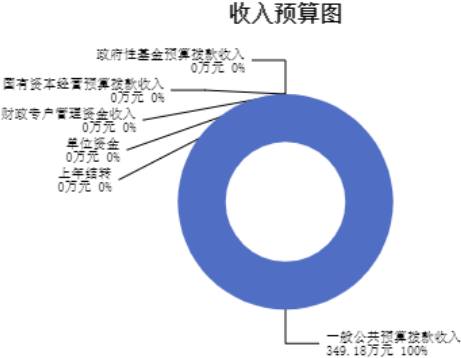 收入预算图
政府性基金预算拨款收入
0万元 0%
国有资本经营预算拨款收入
0万元 0%
财政专户管理资金收入
0万元 0%
单位资金
0万元 0%
上年结转
0万元 0%
一般公共预算拨款收入
349.18万元 100%